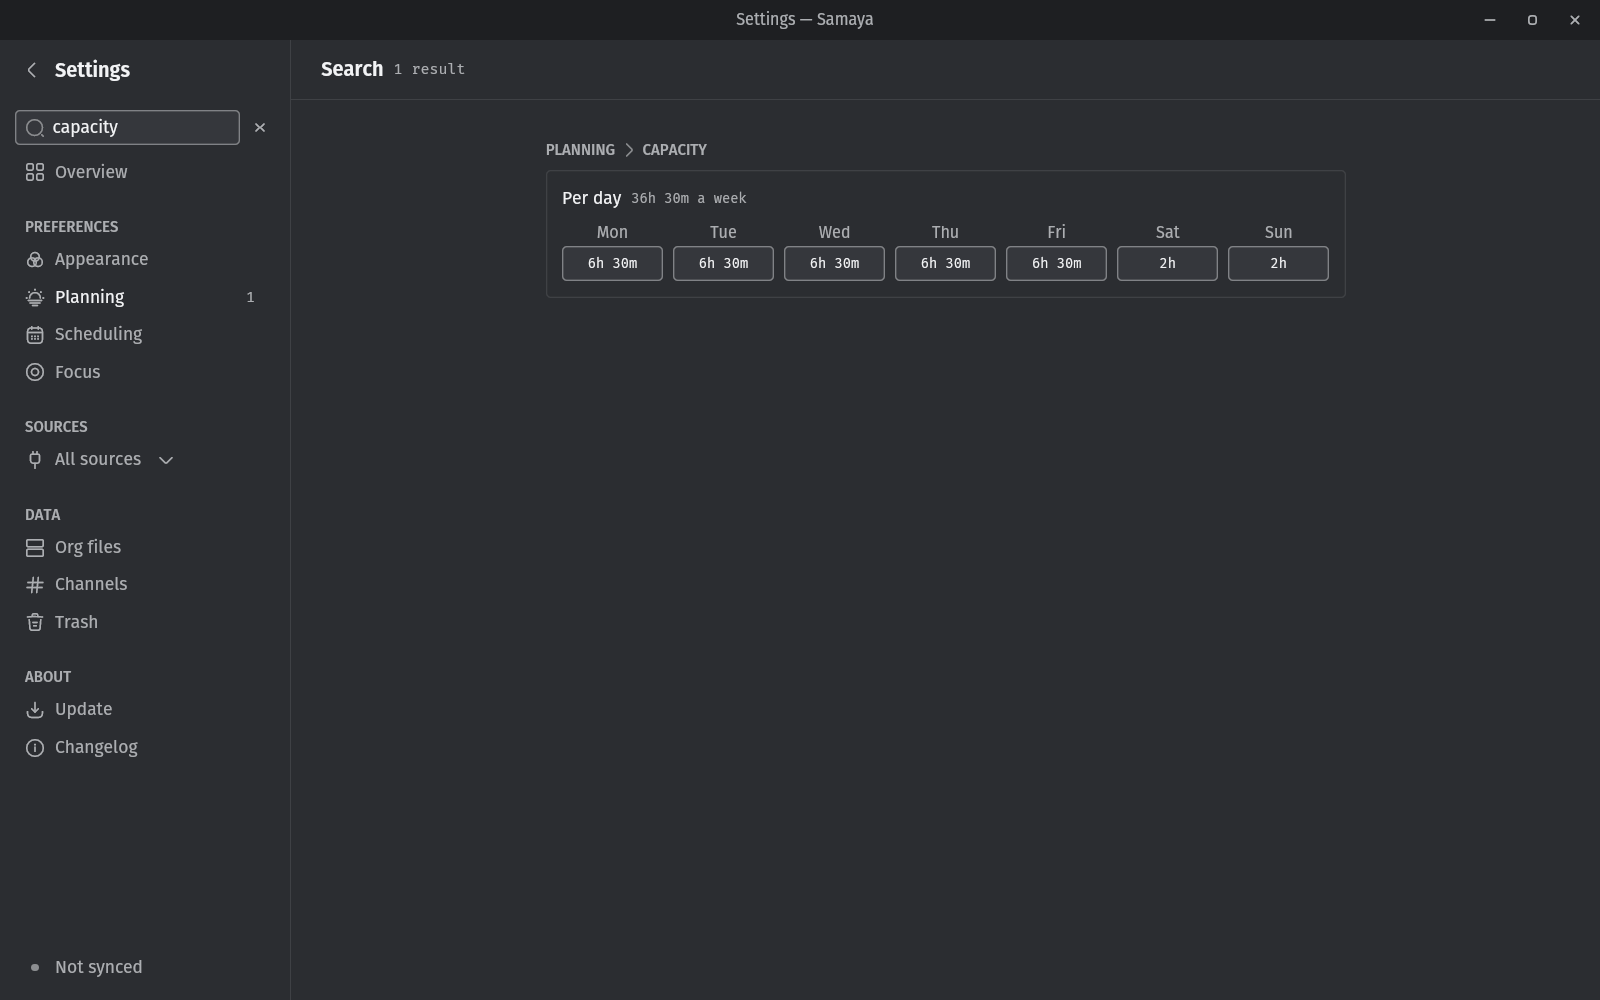 Settings — Samaya
Settings
capacity
Overview
PREFERENCES
Appearance
Planning 1
Scheduling
Focus
SOURCES
All sources
DATA
Org files
Channels
Trash
ABOUT
Update
Changelog
Not synced
Search 1 result
PLANNING CAPACITY
Per day 36h 30m a week
Mon Tue Wed Thu Fri Sat Sun
6h 30m 6h 30m 6h 30m 6h 30m 6h 30m 2h 2h